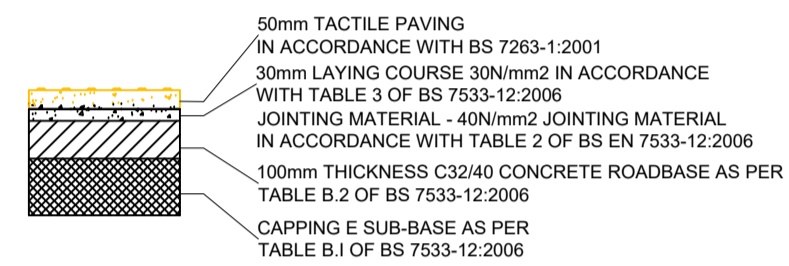 50mm TACTILE PAVING
IN ACCORDANCE WITH BS 7263-1:2001
30mm LAYING COURSE 30N/mm2 IN ACCORDANCE
WITH TABLE 3 OF BS 7533-12:2006
JOINTING MATERIAL - 40N/mm2 JOINTING MATERIAL
IN ACCORDANCE WITH TABLE 2 OF BS EN 7533-12:2006
100mm THICKNESS C32/40 CONCRETE ROADBASE AS PER
TABLE B.2 OF BS 7533-12:2006
CAPPING E SUB-BASE AS PER
TABLE B.I OF BS 7533-12:2006